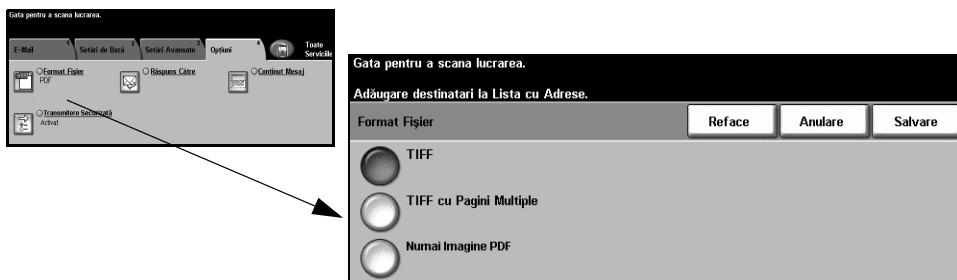 Gata pentru a scana lucrarea.
E-Mail 1 Setări de Bază 2 Setări Avansate 3 Opţiuni 4 Toate Serviciile
Format Fişier
PDF
Răspuns Către
Conţinut Mesaj
Transmitere Securizată
Activat
Gata pentru a scana lucrarea.
Adăugare destinatari la Lista cu Adrese.
Format Fişier Reface Anulare Salvare
TIFF
TIFF cu Pagini Multiple
Numai Imagine PDF